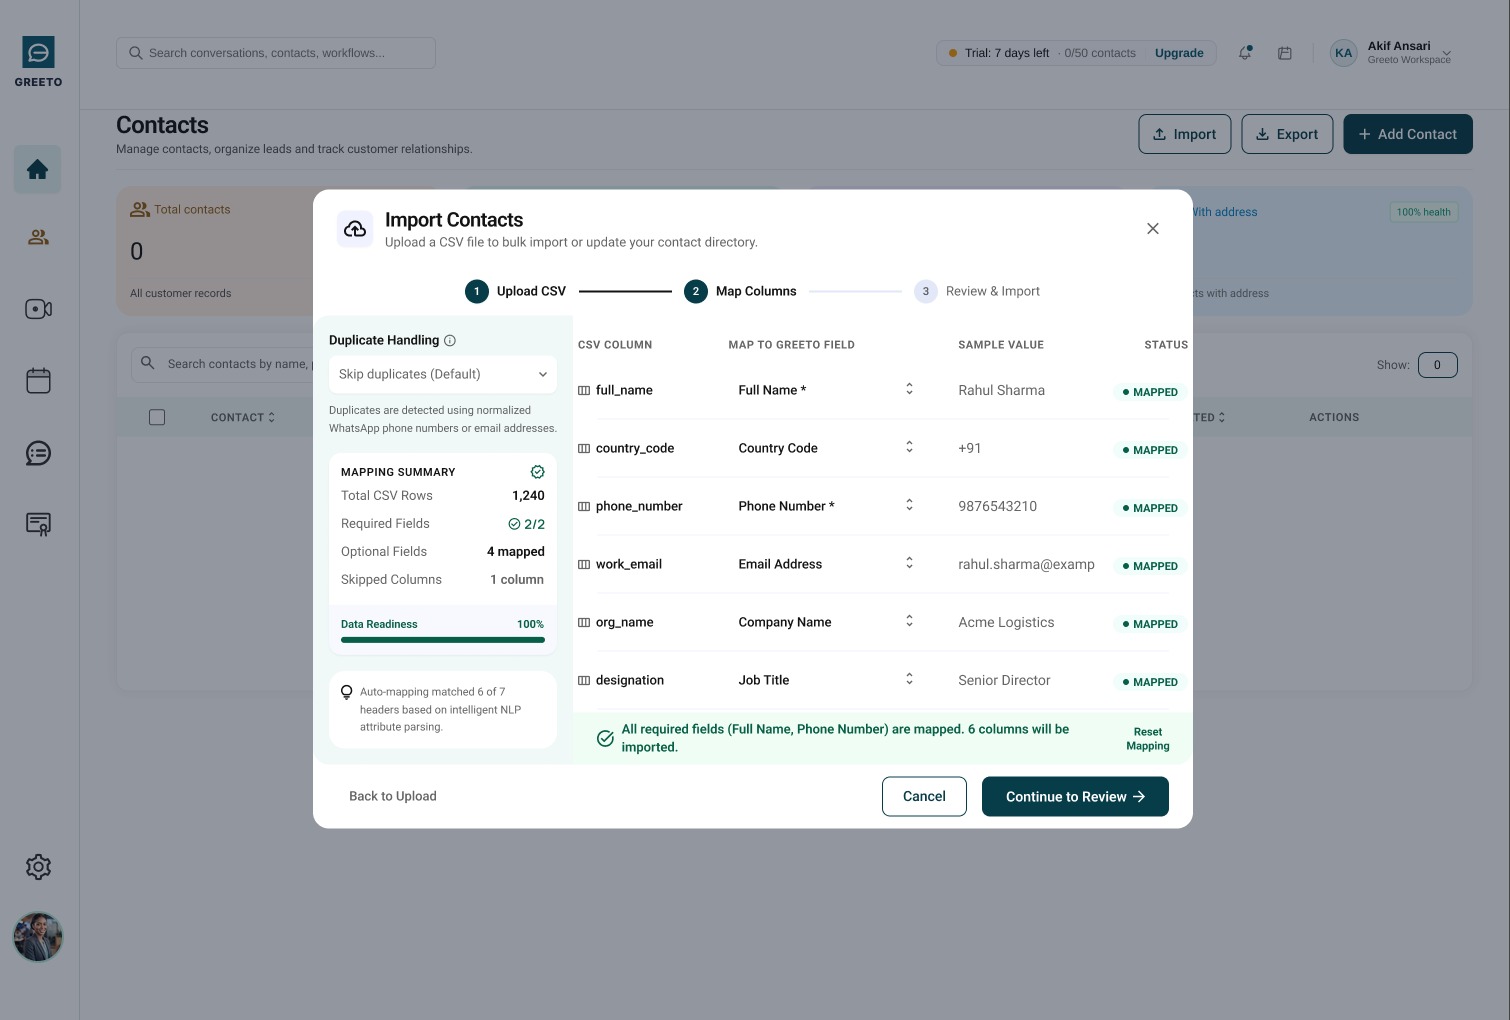 GREETO
Search conversations, contacts, workflows...
Trial: 7 days left · 0/50 contacts Upgrade
KA
Akif Ansari
Greeto Workspace
Contacts
Manage contacts, organize leads and track customer relationships.
Import
Export
+ Add Contact
Total contacts
0
All customer records
With address
100% health
ts with address
Search contacts by name,
Show: 0
CONTACT
TED
ACTIONS
Import Contacts
Upload a CSV file to bulk import or update your contact directory.
1 Upload CSV
2 Map Columns
3 Review & Import
Duplicate Handling
Skip duplicates (Default)
Duplicates are detected using normalized
WhatsApp phone numbers or email addresses.
MAPPING SUMMARY
Total CSV Rows 1,240
Required Fields 2/2
Optional Fields 4 mapped
Skipped Columns 1 column
Data Readiness 100%
Auto-mapping matched 6 of 7
headers based on intelligent NLP
attribute parsing.
CSV COLUMN MAP TO GREETO FIELD SAMPLE VALUE STATUS
full_name Full Name * Rahul Sharma MAPPED
country_code Country Code +91 MAPPED
phone_number Phone Number * 9876543210 MAPPED
work_email Email Address rahul.sharma@examp MAPPED
org_name Company Name Acme Logistics MAPPED
designation Job Title Senior Director MAPPED
All required fields (Full Name, Phone Number) are mapped. 6 columns will be
imported.
Reset
Mapping
Back to Upload
Cancel
Continue to Review →